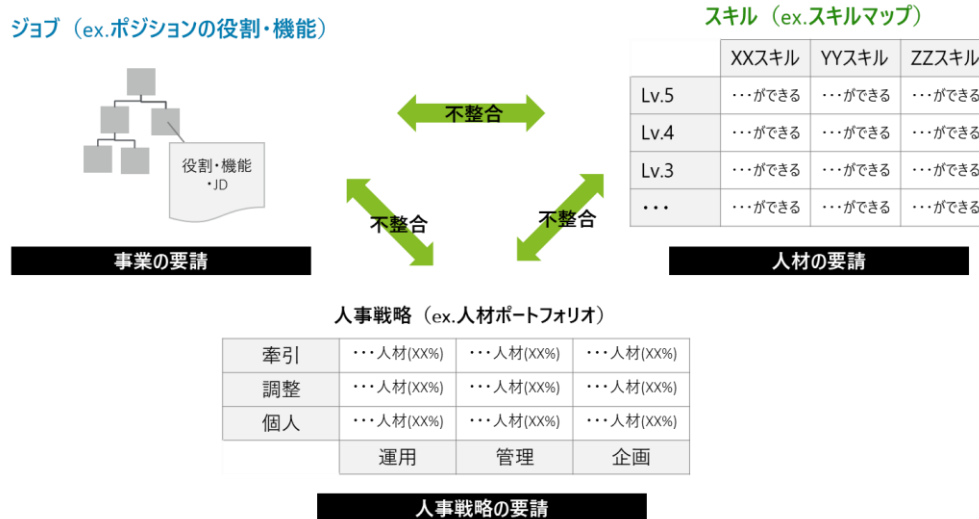 ジョブ（ex.ポジションの役割・機能）
役割・機能
・JD
事業の要請
不整合
不整合
不整合
スキル（ex.スキルマップ）
XXスキル YYスキル ZZスキル
Lv.5 ・・・ができる ・・・ができる ・・・ができる
Lv.4 ・・・ができる ・・・ができる ・・・ができる
Lv.3 ・・・ができる ・・・ができる ・・・ができる
・・・ ・・・ができる ・・・ができる ・・・ができる
人材の要請
人事戦略（ex.人材ポートフォリオ）
牽引 ・・・人材(XX%) ・・・人材(XX%) ・・・人材(XX%)
調整 ・・・人材(XX%) ・・・人材(XX%) ・・・人材(XX%)
個人 ・・・人材(XX%) ・・・人材(XX%) ・・・人材(XX%)
運用 管理 企画
人事戦略の要請